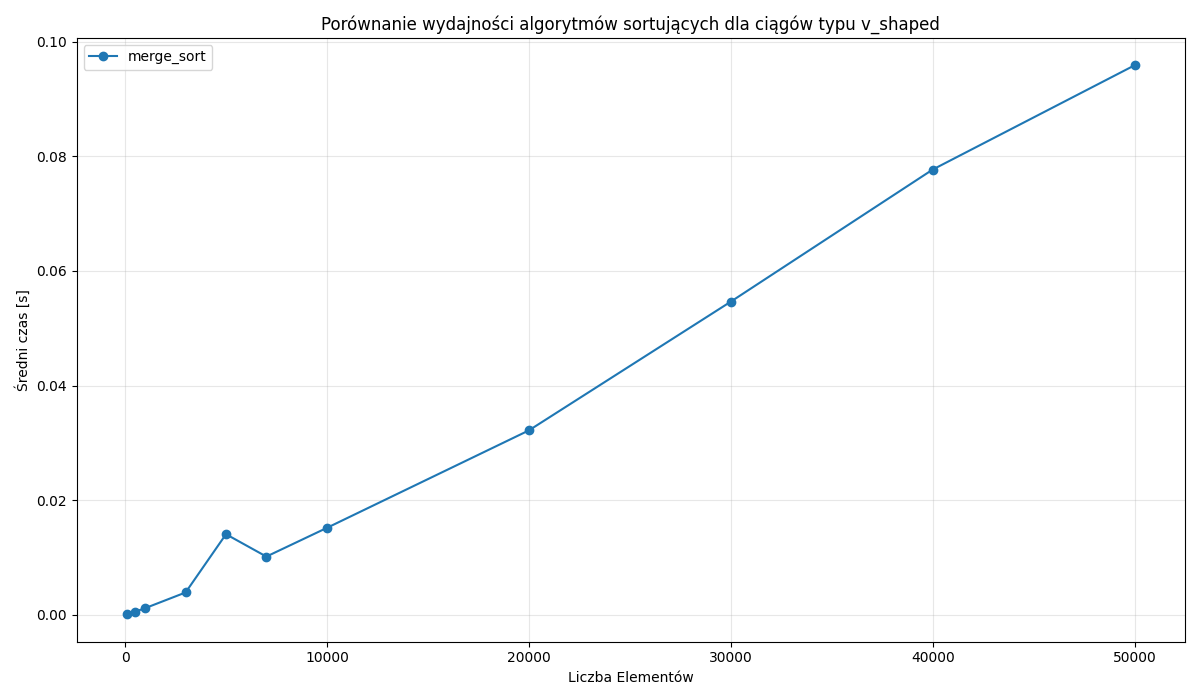 Porównanie wydajności algorytmów sortujących dla ciągów typu v_shaped
merge_sort
Średni czas [s]
0.10
0.08
0.06
0.04
0.02
0.00
0 10000 20000 30000 40000 50000
Liczba Elementów